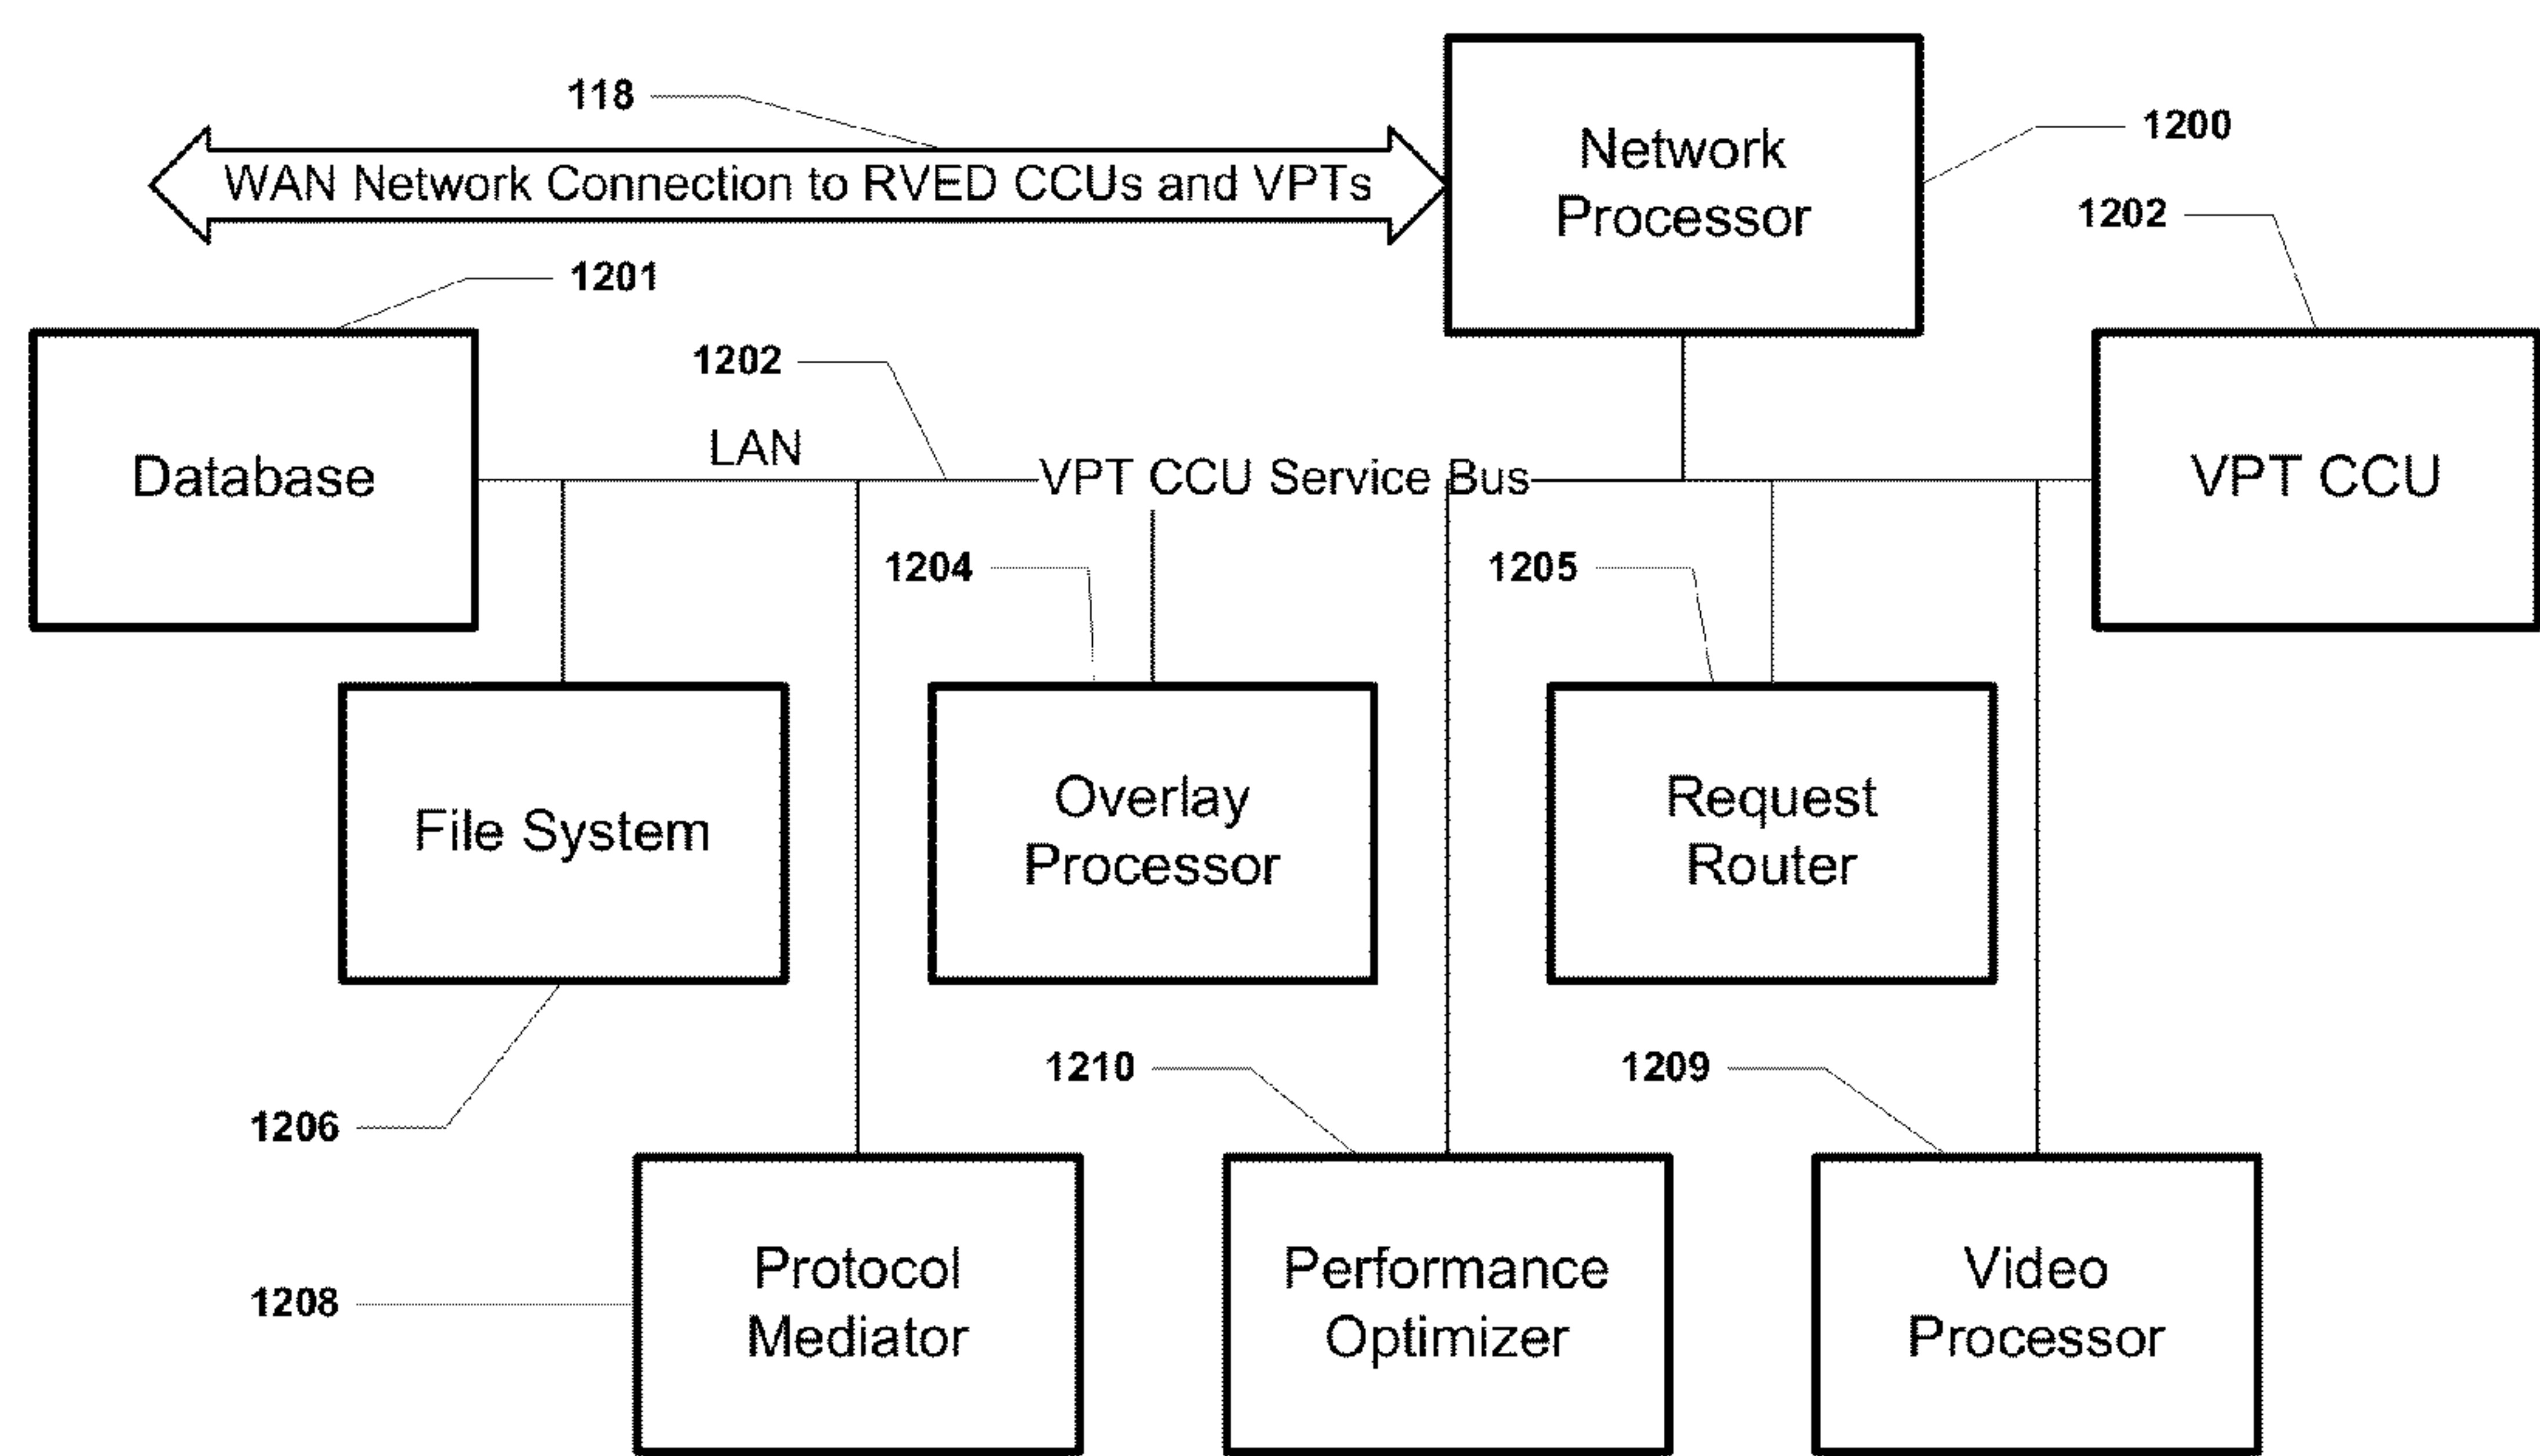 118
WAN Network Connection to RVED CCUs and VPTs
Network
Processor
1200
1202
1201
1202
Database
LAN
VPT CCU Service Bus
VPT CCU
1204
1205
File System
Overlay
Processor
Request
Router
1206
1210
1209
1208
Protocol
Mediator
Performance
Optimizer
Video
Processor